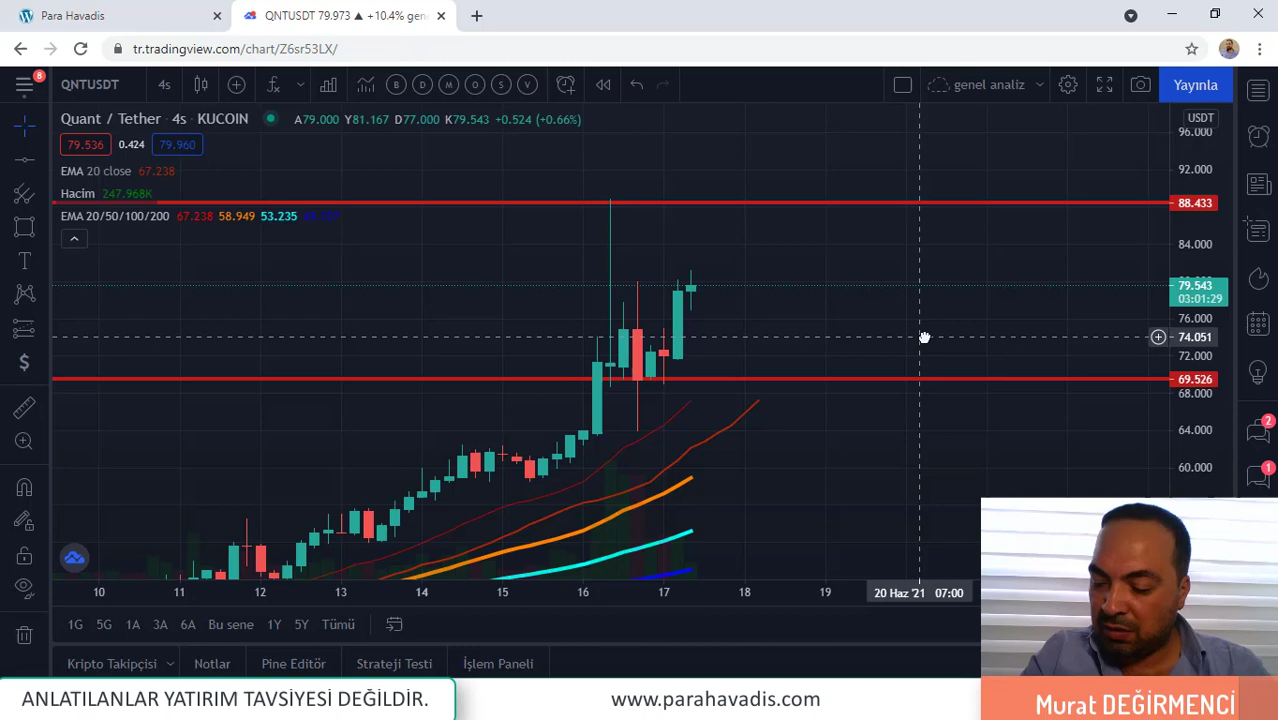 Para Havadis
QNTUSDT 79.973 ▲ +10.4% gene
tr.tradingview.com/chart/Z6sr53LX/
8
QNTUSDT
4s
B D M O S V
genel analiz
Yayınla
Quant / Tether · 4s · KUCOIN
A79.000 Y81.167 D77.000 K79.543 +0.524 (+0.66%)
USDT
79.536 0.424 79.960
EMA 20 close 67.238
Hacim 247.968K
EMA 20/50/100/200 67.238 58.949 53.235
96.000
92.000
88.433
84.000
79.543
03:01:29
76.000
74.051
72.000
69.526
68.000
64.000
60.000
2
1
10 11 12 13 14 15 16 17 18 19 20 Haz '21 07:00
1G 5G 1A 3A 6A Bu sene 1Y 5Y Tümü
Kripto Takipçisi Notlar Pine Editör Strateji Testi İşlem Paneli
ANLATILANLAR YATIRIM TAVSİYESİ DEĞİLDİR.
www.parahavadis.com
Murat DEĞİRMENCİ